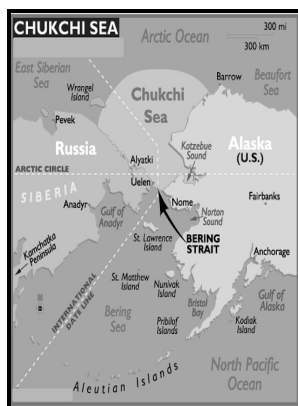 CHUKCHI SEA
300 mi
300 km
Arctic Ocean
East Siberian
Sea
Wrangel
Island
Barrow
Beaufort
Sea
Chukchi
Sea
Pevek
Russia
Kotzebue
Sound
Alaska
(U.S.)
Alyatki
ARCTIC CIRCLE
Uelen
SIBERIA
Nome
Fairbanks
Anadyr
Gulf of
Anadyr
Norton
Sound
St. Lawrence
Island
BERING
STRAIT
Kamchatka
Peninsula
Anchorage
St. Matthew
Island
Nunivak
Island
INTERNATIONAL
DATE LINE
Bering
Sea
Bristol
Bay
Gulf of
Alaska
Pribilof
Islands
Kodiak
Island
North Pacific
Ocean
Aleutian Islands